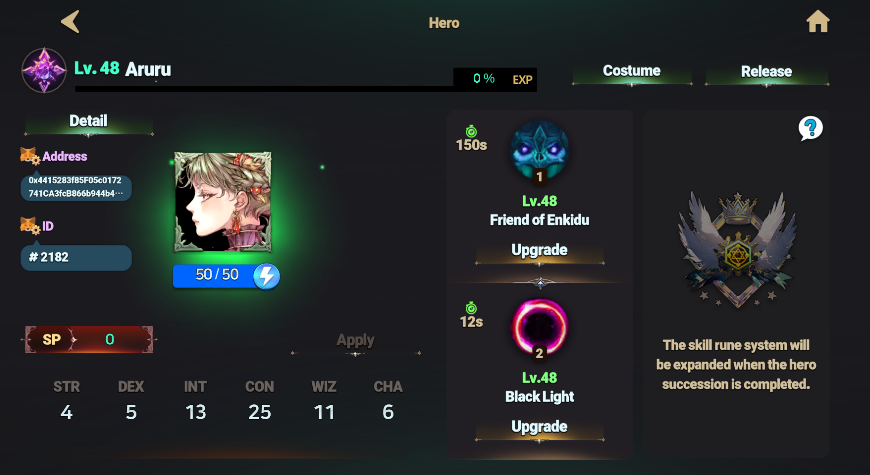 Hero
Lv. 48 Aruru
0 %
EXP
Costume
Release
Detail
Address
0x4415283f85F05c0172
741CA3fcB866b944b4···
ID
# 2182
50 / 50
SP
0
Apply
STR
DEX
INT
CON
WIZ
CHA
4
5
13
25
11
6
150s
1
Lv.48
Friend of Enkidu
Upgrade
12s
2
Lv.48
Black Light
Upgrade
?
The skill rune system will
be expanded when the hero
succession is completed.